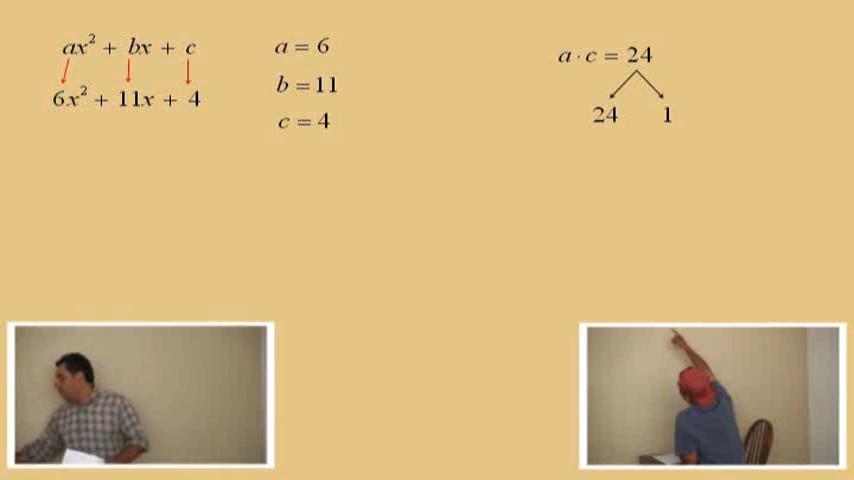 ax² + bx + c
6x² + 11x + 4
a = 6
b = 11
c = 4
a · c = 24
24 1